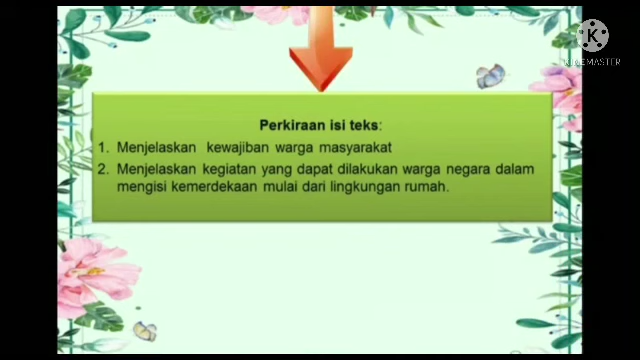 K
KINEMASTER
Perkiraan isi teks:
1. Menjelaskan kewajiban warga masyarakat
2. Menjelaskan kegiatan yang dapat dilakukan warga negara dalam
mengisi kemerdekaan mulai dari lingkungan rumah.